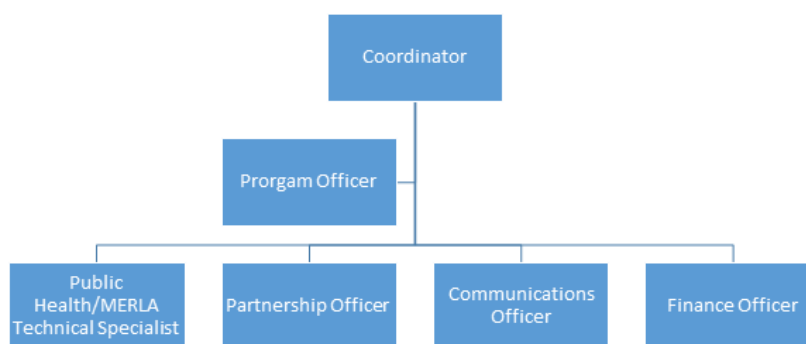 Coordinator
Prorgam Officer
Public
Health/MERLA
Technical Specialist
Partnership Officer
Communications
Officer
Finance Officer